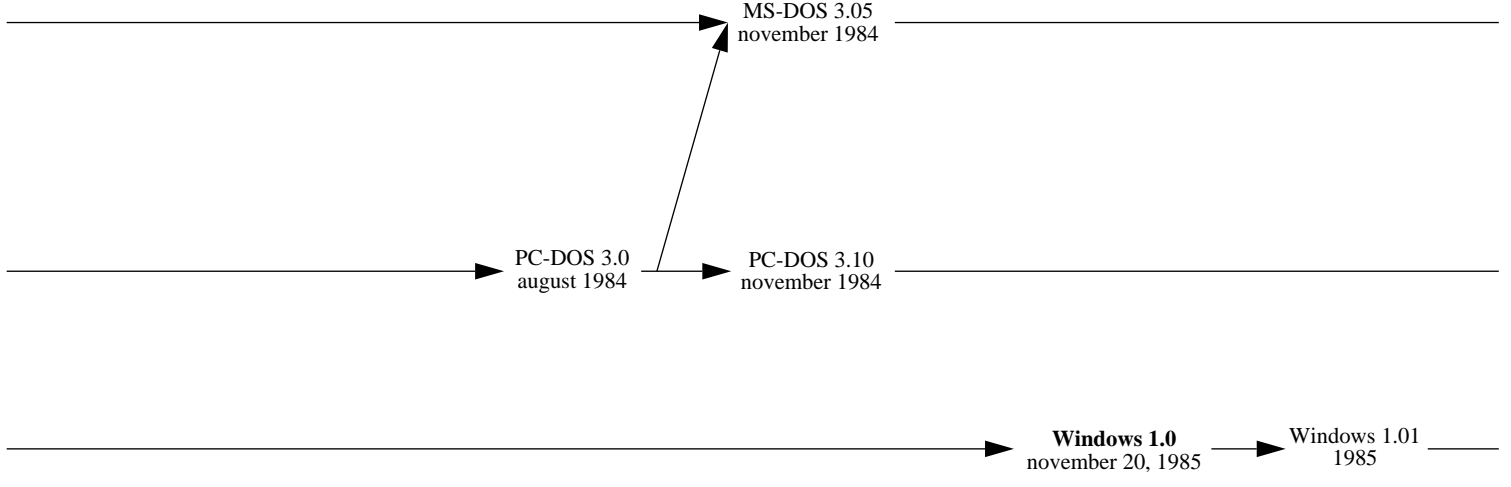 MS-DOS 3.05
november 1984
PC-DOS 3.0
august 1984
PC-DOS 3.10
november 1984
Windows 1.0
november 20, 1985
Windows 1.01
1985